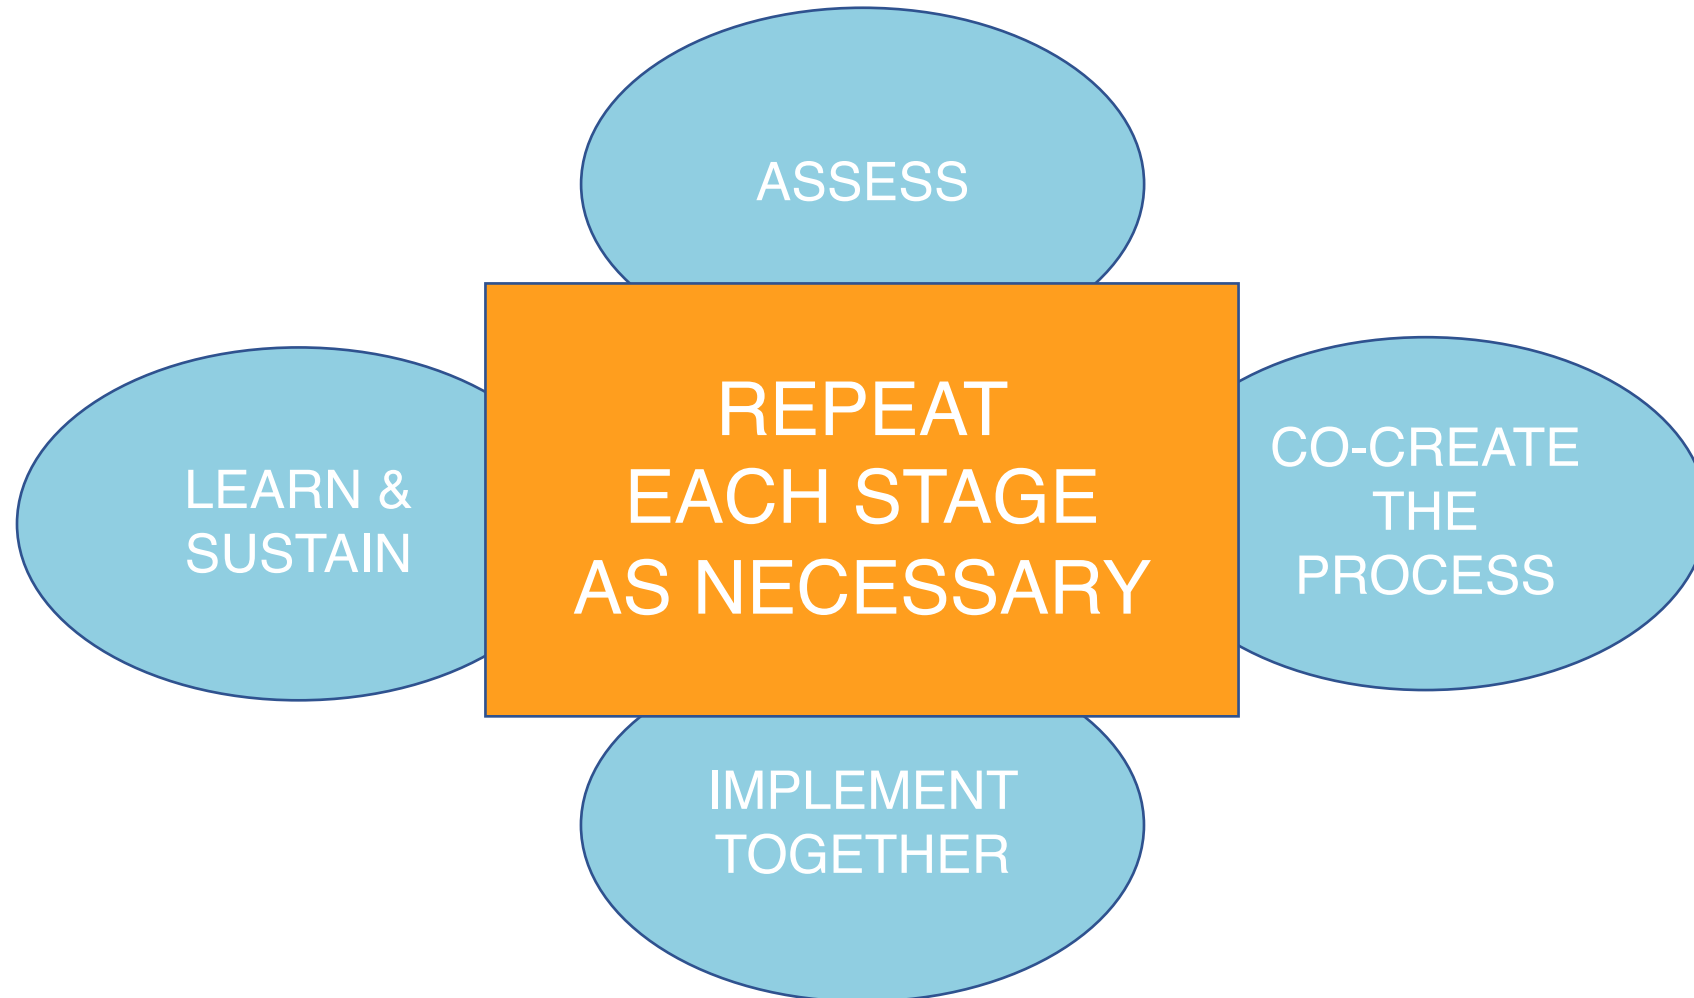 ASSESS
REPEAT
EACH STAGE
AS NECESSARY
CO-CREATE
THE
PROCESS
IMPLEMENT
TOGETHER
LEARN &
SUSTAIN